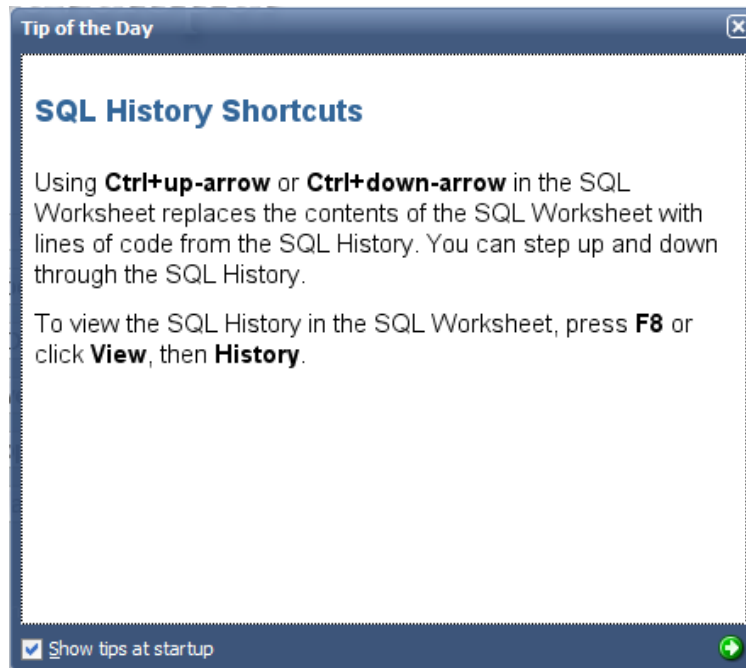 Tip of the Day
SQL History Shortcuts
Using Ctrl+up-arrow or Ctrl+down-arrow in the SQL
Worksheet replaces the contents of the SQL Worksheet with
lines of code from the SQL History. You can step up and down
through the SQL History.
To view the SQL History in the SQL Worksheet, press F8 or
click View, then History.
Show tips at startup